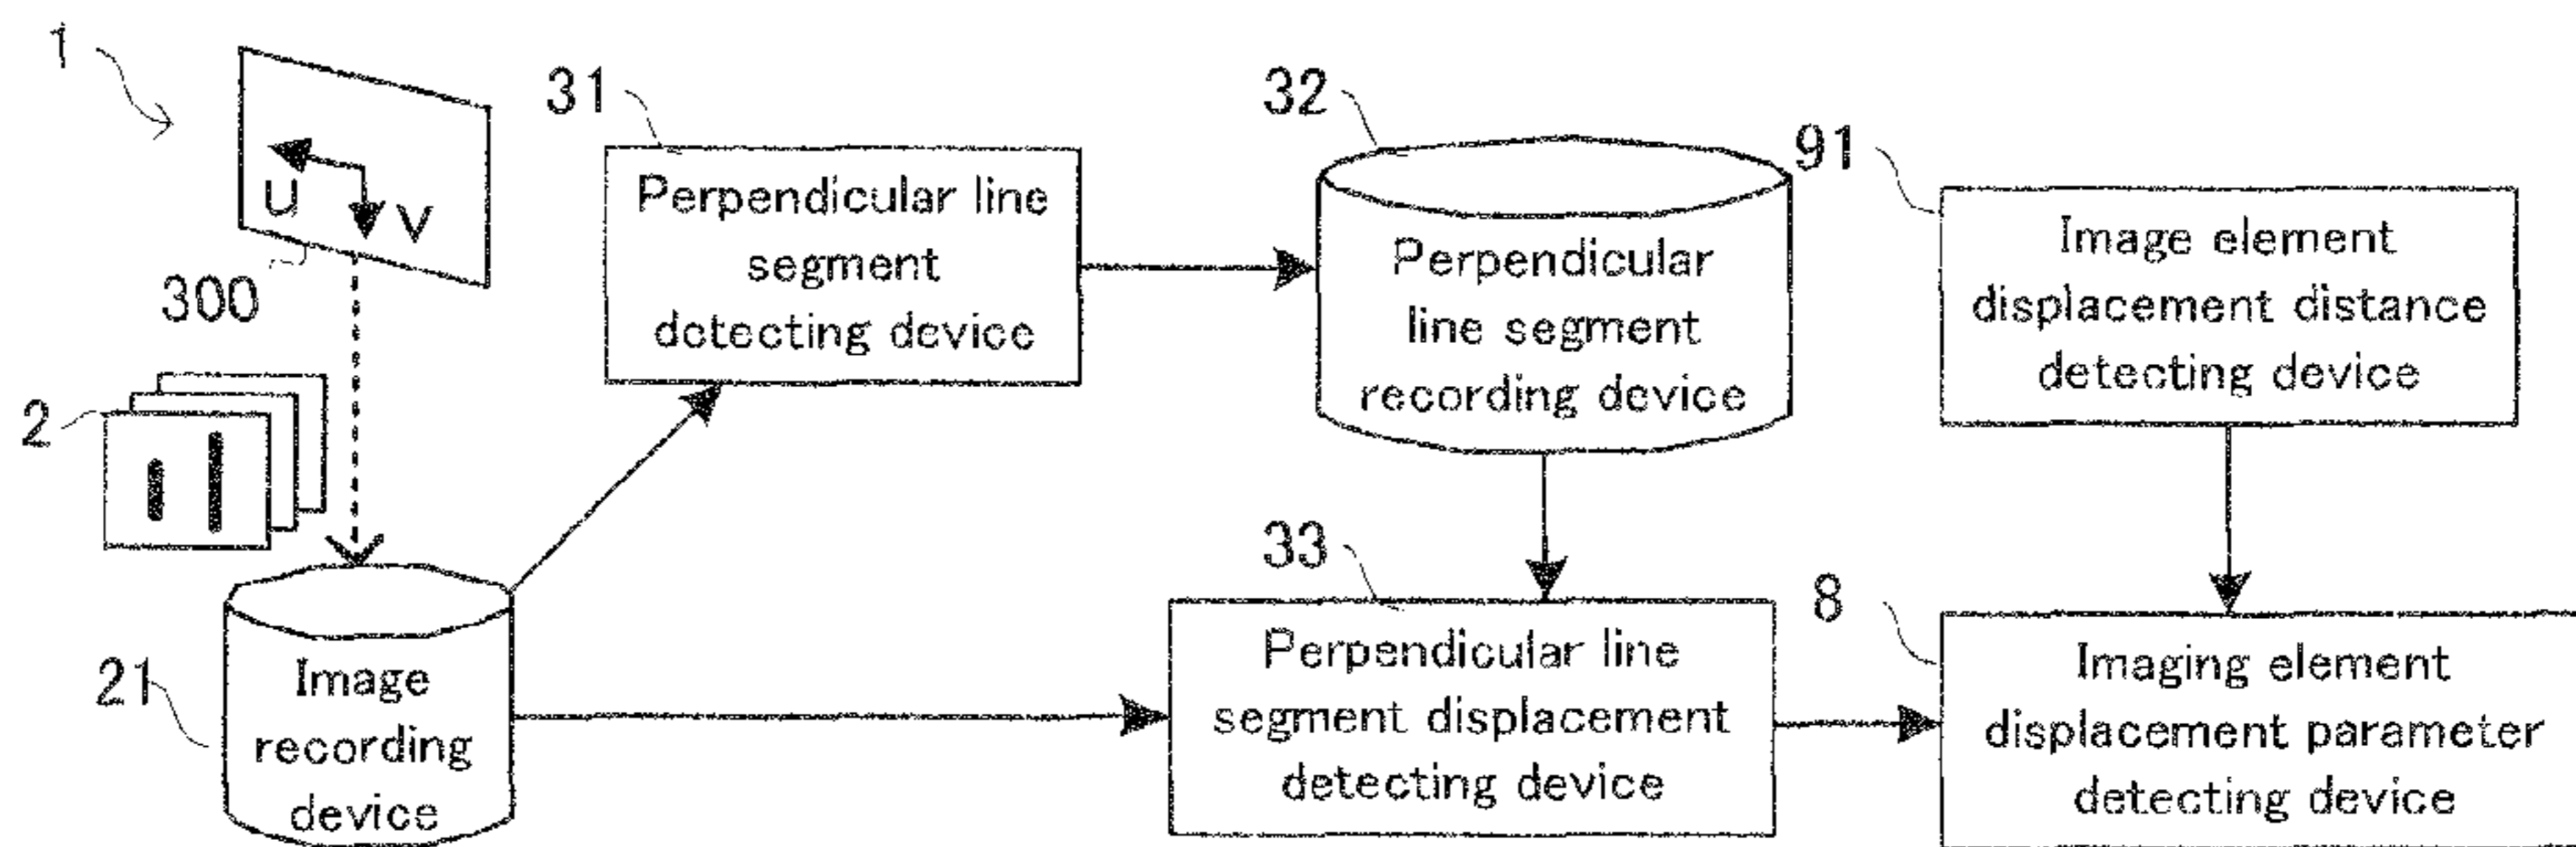 1
U
V
300
2
21
Image
recording
device
31
Perpendicular line
segment
detecting device
32
Perpendicular
line segment
recording device
33
Perpendicular line
segment displacement
detecting device
91
Image element
displacement distance
detecting device
8
Imaging element
displacement parameter
detecting device